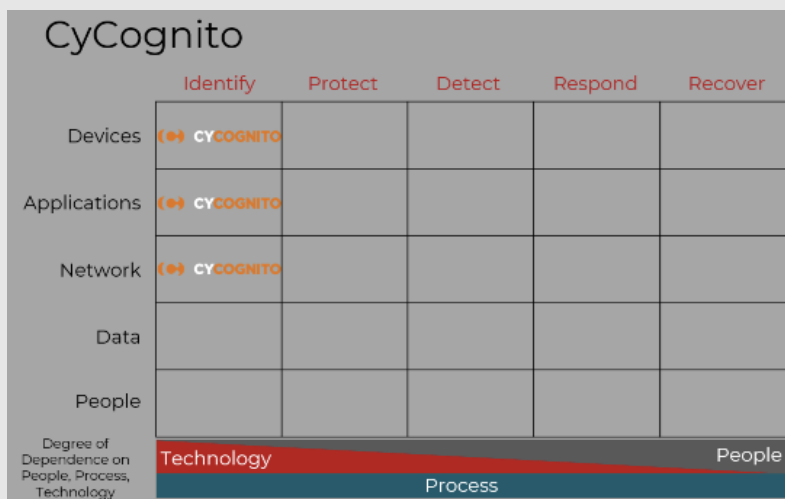 CyCognito
Identify Protect Detect Respond Recover
Devices CYCOGNITO
Applications CYCOGNITO
Network CYCOGNITO
Data
People
Degree of
Dependence on
People, Process,
Technology
Technology People
Process